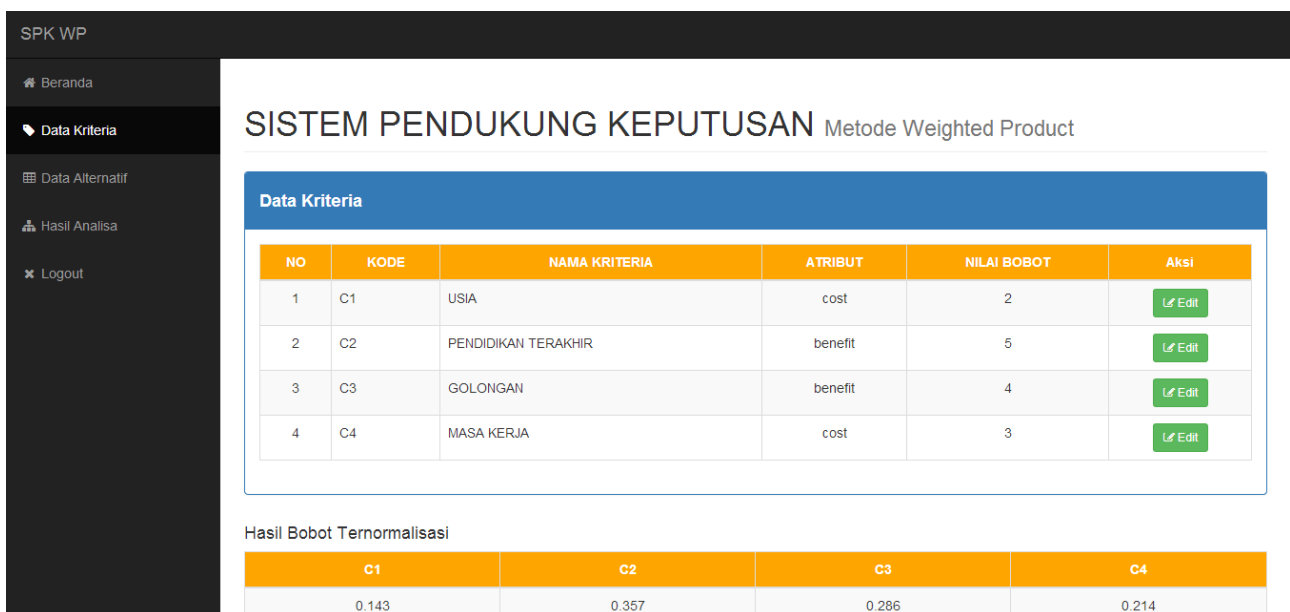 SPK WP
Beranda
Data Kriteria
Data Alternatif
Hasil Analisa
Logout
SISTEM PENDUKUNG KEPUTUSAN Metode Weighted Product
Data Kriteria
NO KODE NAMA KRITERIA ATRIBUT NILAI BOBOT Aksi
1 C1 USIA cost 2 Edit
2 C2 PENDIDIKAN TERAKHIR benefit 5 Edit
3 C3 GOLONGAN benefit 4 Edit
4 C4 MASA KERJA cost 3 Edit
Hasil Bobot Ternormalisasi
C1 C2 C3 C4
0.143 0.357 0.286 0.214